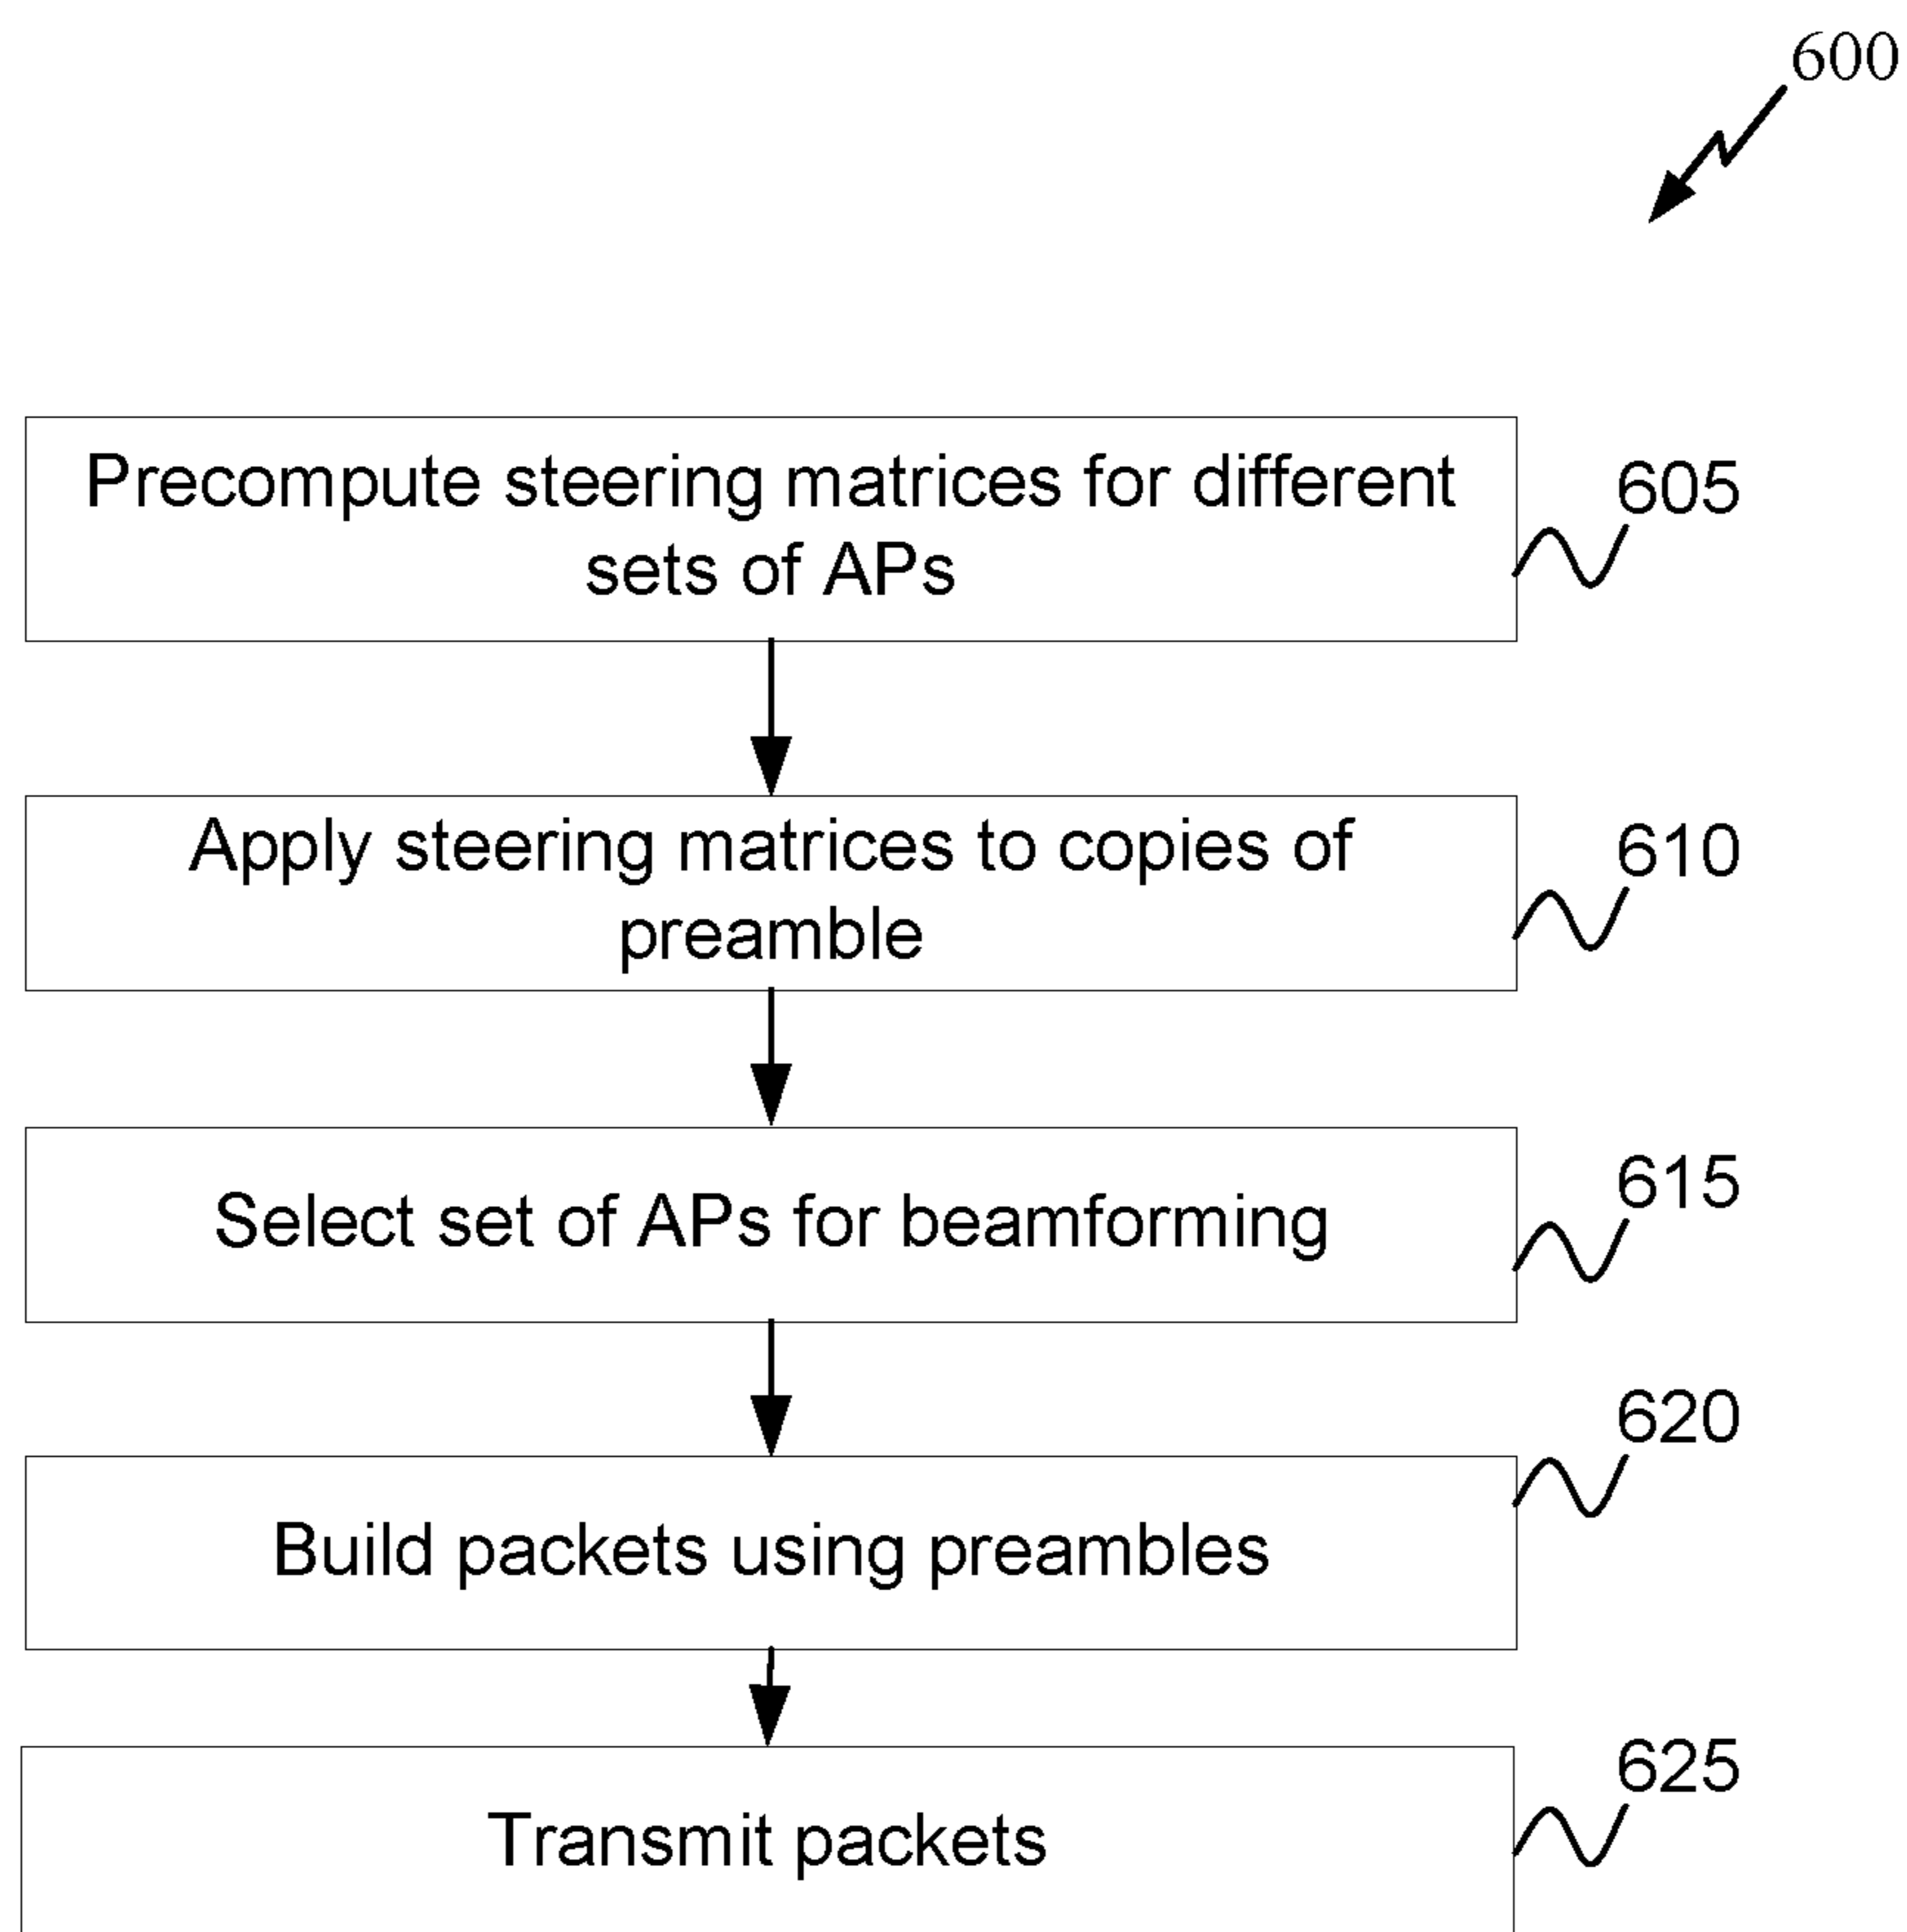 600
Precompute steering matrices for different
sets of APs
605
Apply steering matrices to copies of
preamble
610
Select set of APs for beamforming
615
Build packets using preambles
620
Transmit packets
625